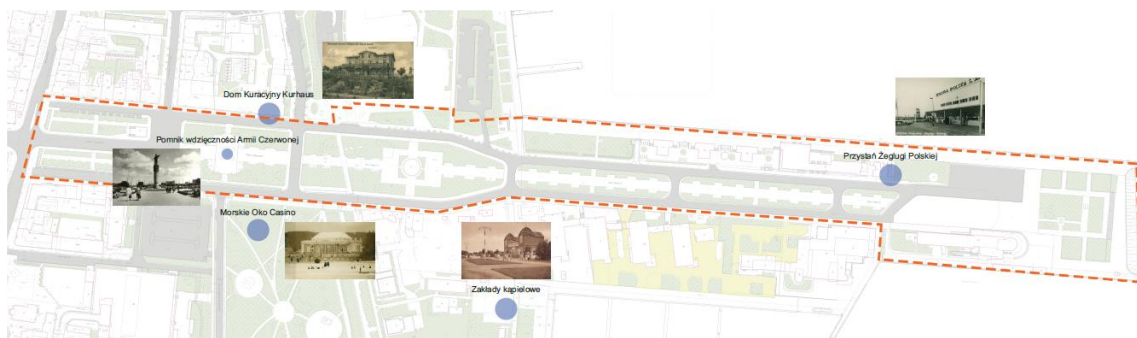 Dom Kuracyjny Kurhaus
Pomnik wdzięczności Armii Czerwonej
Przystań Żeglugi Polskiej
Morskie Oko Casino
Zakłady kąpielowe